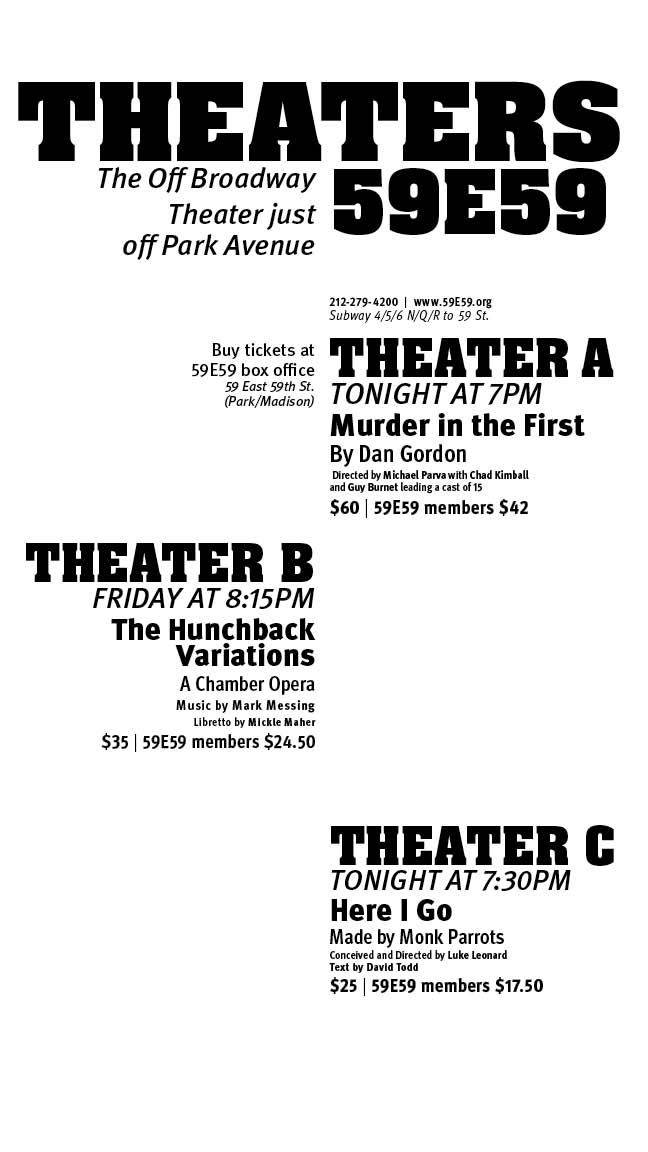 THEATERS
59E59
The Off Broadway
Theater just
off Park Avenue
212-279-4200 | www.59E59.org
Subway 4/5/6 N/Q/R to 59 St.
Buy tickets at
59E59 box office
59 East 59th St.
(Park/Madison)
THEATER A
TONIGHT AT 7PM
Murder in the First
By Dan Gordon
Directed by Michael Parva with Chad Kimball
and Guy Burnet leading a cast of 15
$60 | 59E59 members $42
THEATER B
FRIDAY AT 8:15PM
The Hunchback
Variations
A Chamber Opera
Music by Mark Messing
Libretto by Mickle Maher
$35 | 59E59 members $24.50
THEATER C
TONIGHT AT 7:30PM
Here I Go
Made by Monk Parrots
Conceived and Directed by Luke Leonard
Text by David Todd
$25 | 59E59 members $17.50